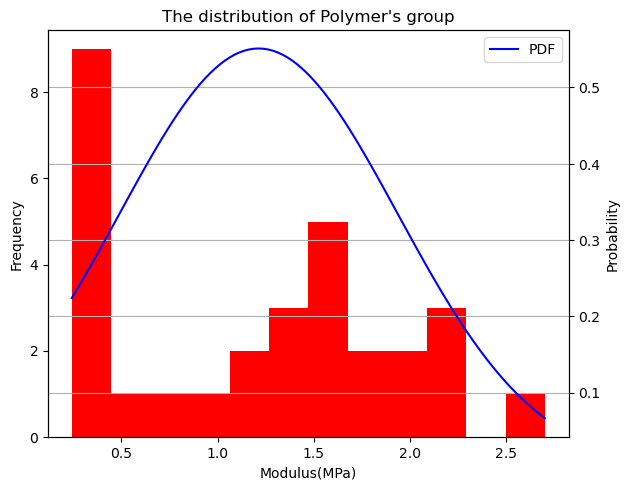 The distribution of Polymer's group
PDF
8
6
4
2
0
Frequency
0.5
0.4
0.3
0.2
0.1
Probability
0.5 1.0 1.5 2.0 2.5
Modulus(MPa)